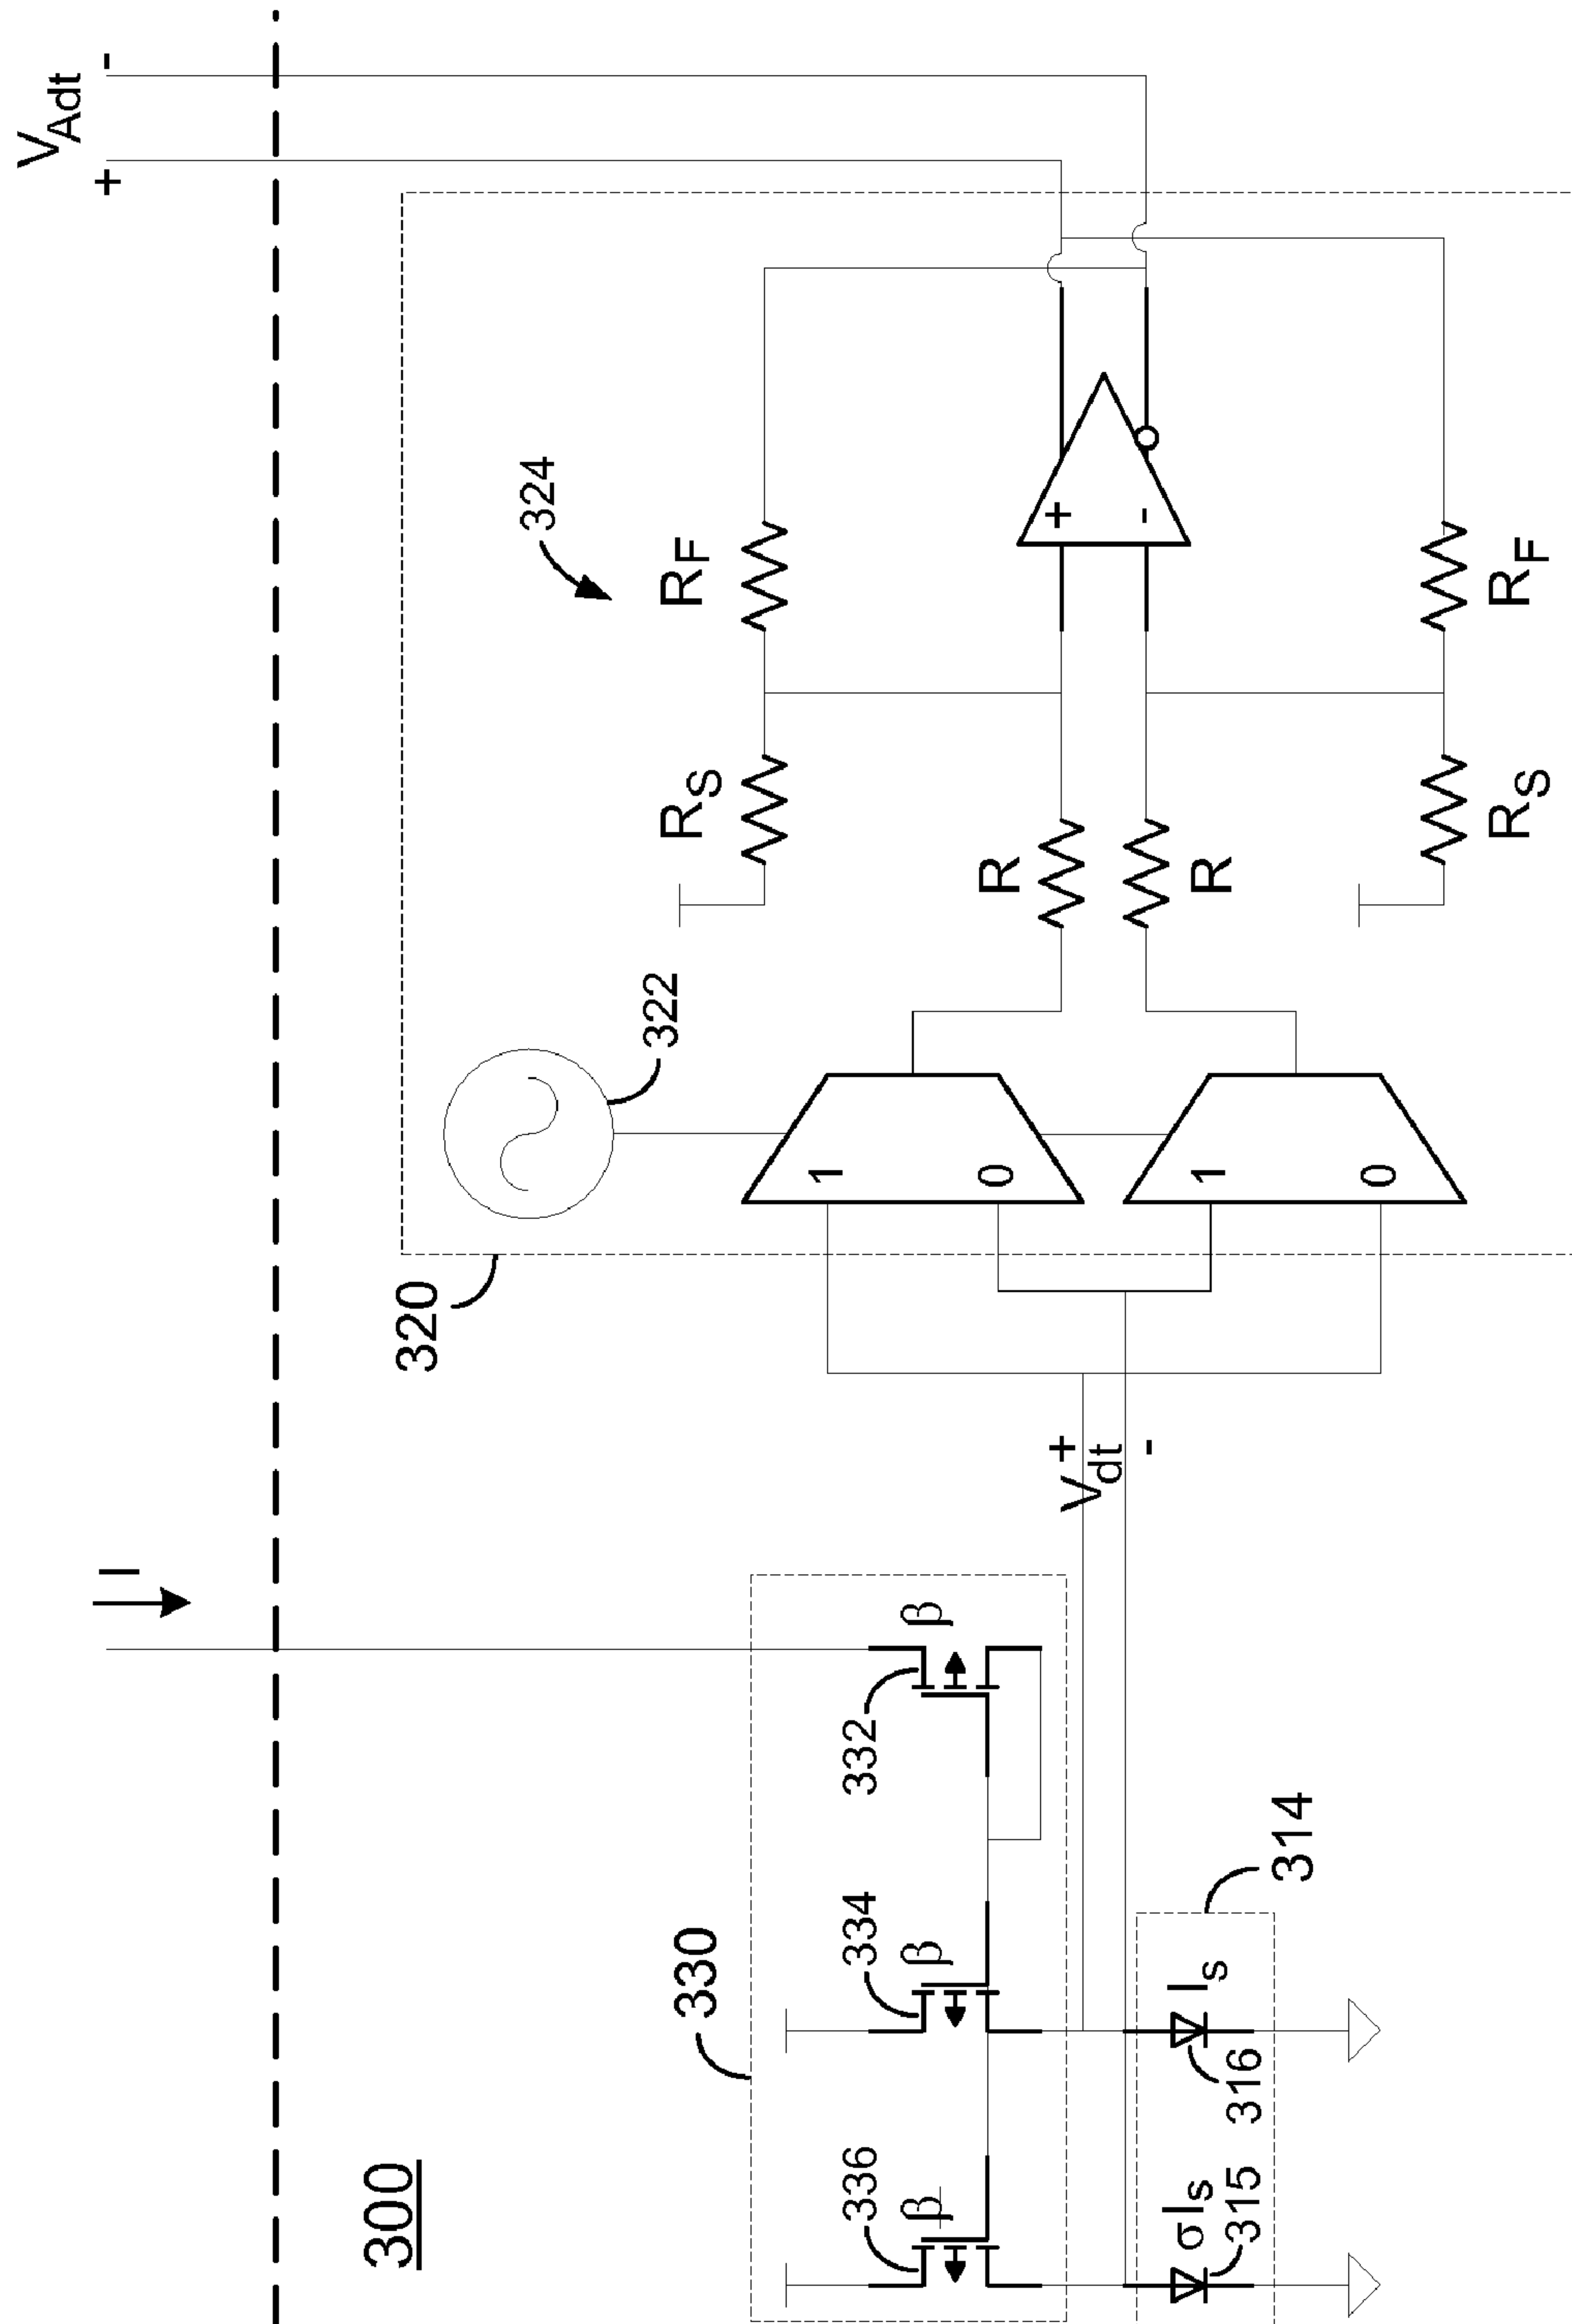 300
I
V_Adt
+
-
320
322
324
R_S
R_F
330
336
β
334
β
332
β
1
0
1
0
R
R
+
-
V_dt
+
-
R_S
R_F
σI_s
315
316
I_s
314